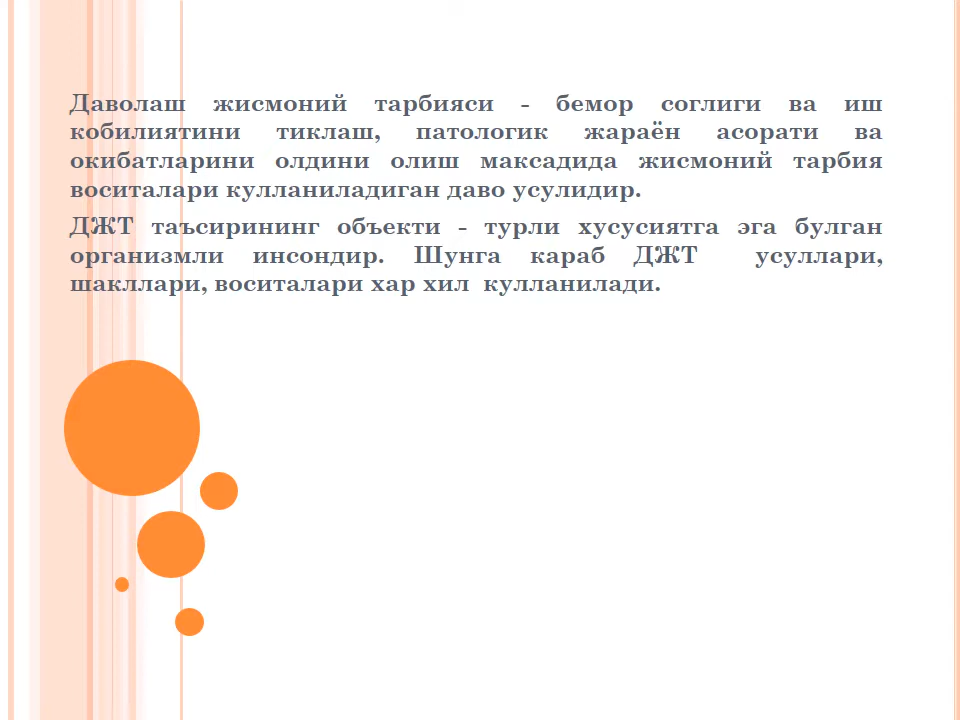 Даволаш жисмоний тарбияси - бемор соглиги ва иш
кобилиятини тиклаш, патологик жараён асорати ва
окибатларини олдини олиш максадида жисмоний тарбия
воситалари кулланиладиган даво усулидир.
ДЖТ таъсирининг объекти - турли хусусиятга эга булган
организмли инсондир. Шунга караб ДЖТ усуллари,
шакллари, воситалари хар хил кулланилади.